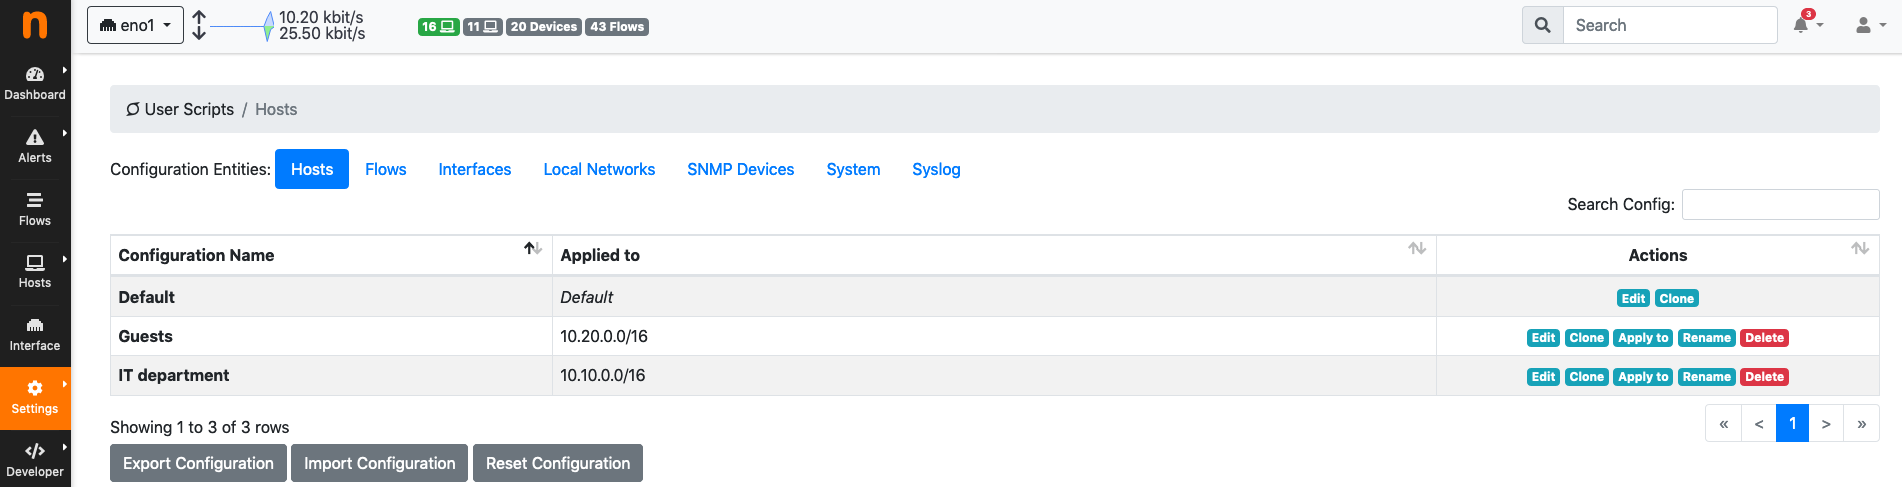 n
eno1
10.20 kbit/s
25.50 kbit/s
16
11
20 Devices
43 Flows
Search
3
Dashboard
Alerts
Flows
Hosts
Interface
Settings
Developer
User Scripts / Hosts
Configuration Entities: Hosts Flows Interfaces Local Networks SNMP Devices System Syslog
Search Config:
Configuration Name Applied to Actions
Default Default Edit Clone
Guests 10.20.0.0/16 Edit Clone Apply to Rename Delete
IT department 10.10.0.0/16 Edit Clone Apply to Rename Delete
Showing 1 to 3 of 3 rows
« < 1 > »
Export Configuration Import Configuration Reset Configuration